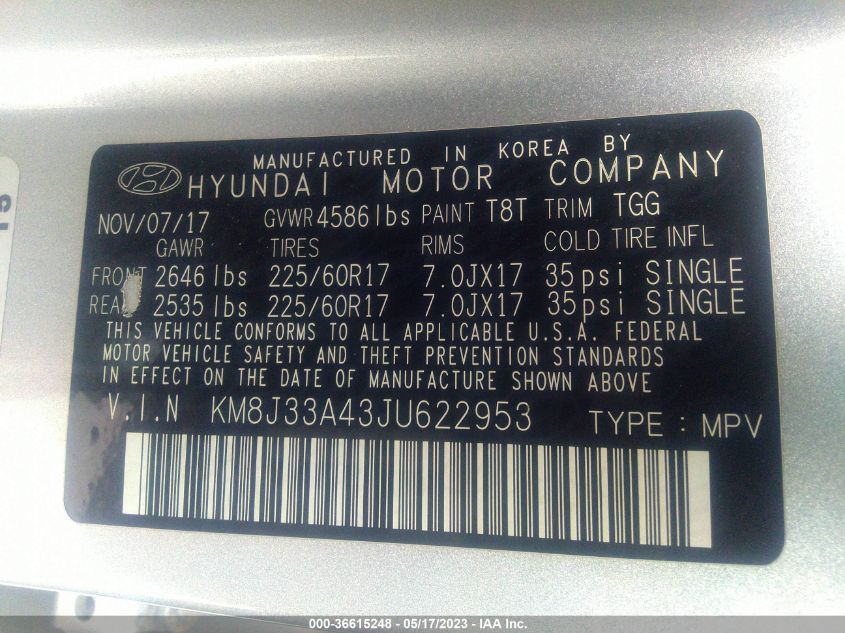 MANUFACTURED IN KOREA BY
HYUNDAI MOTOR COMPANY
NOV/07/17 GVWR 4586lbs PAINT T8T TRIM TGG
GAWR TIRES RIMS COLD TIRE INFL
FRONT 2646 lbs 225/60R17 7.0JX17 35psi SINGLE
REAR 2535 lbs 225/60R17 7.0JX17 35psi SINGLE
THIS VEHICLE CONFORMS TO ALL APPLICABLE U.S.A. FEDERAL
MOTOR VEHICLE SAFETY AND THEFT PREVENTION STANDARDS
IN EFFECT ON THE DATE OF MANUFACTURE SHOWN ABOVE
V.I.N KM8J33A43JU622953 TYPE : MPV
000-36615248 - 05/17/2023 - IAA Inc.